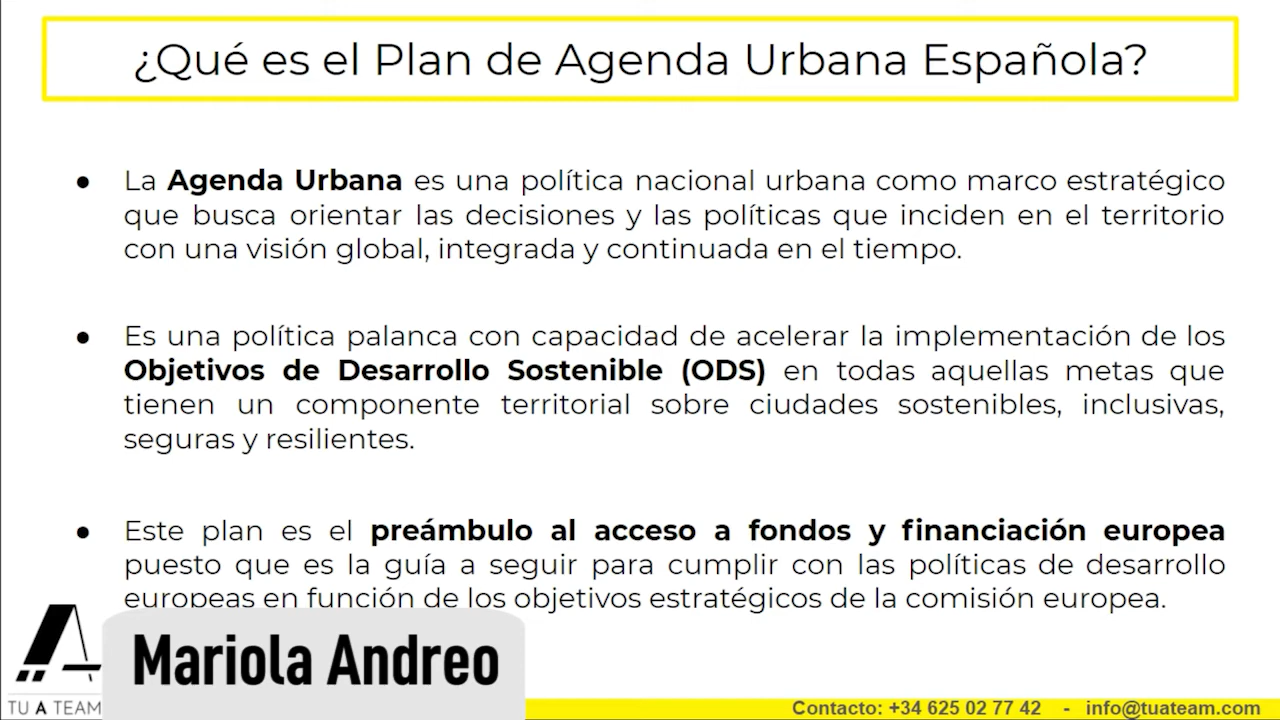 ¿Qué es el Plan de Agenda Urbana Española?
● La Agenda Urbana es una política nacional urbana como marco estratégico
que busca orientar las decisiones y las políticas que inciden en el territorio
con una visión global, integrada y continuada en el tiempo.
● Es una política palanca con capacidad de acelerar la implementación de los
Objetivos de Desarrollo Sostenible (ODS) en todas aquellas metas que
tienen un componente territorial sobre ciudades sostenibles, inclusivas,
seguras y resilientes.
● Este plan es el preámbulo al acceso a fondos y financiación europea
puesto que es la guía a seguir para cumplir con las políticas de desarrollo
europeas en función de los objetivos estratégicos de la comisión europea.
Mariola Andreo
TU A TEAM
Contacto: +34 625 02 77 42 - info@tuateam.com